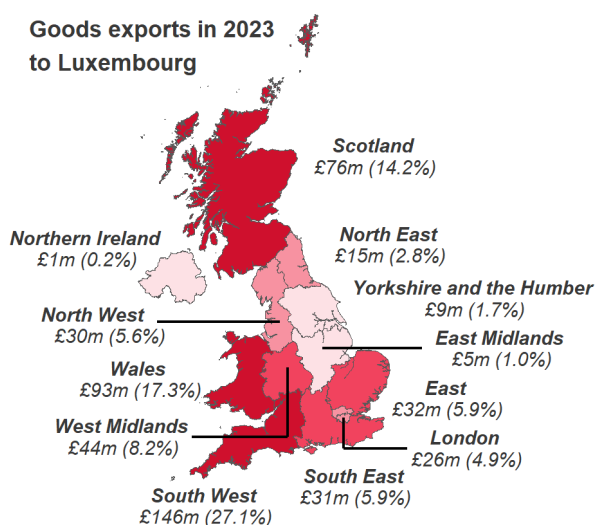 Goods exports in 2023
to Luxembourg
Scotland
£76m (14.2%)
Northern Ireland
£1m (0.2%)
North East
£15m (2.8%)
Yorkshire and the Humber
£9m (1.7%)
North West
£30m (5.6%)
East Midlands
£5m (1.0%)
Wales
£93m (17.3%)
East
£32m (5.9%)
West Midlands
£44m (8.2%)
London
£26m (4.9%)
South East
£31m (5.9%)
South West
£146m (27.1%)